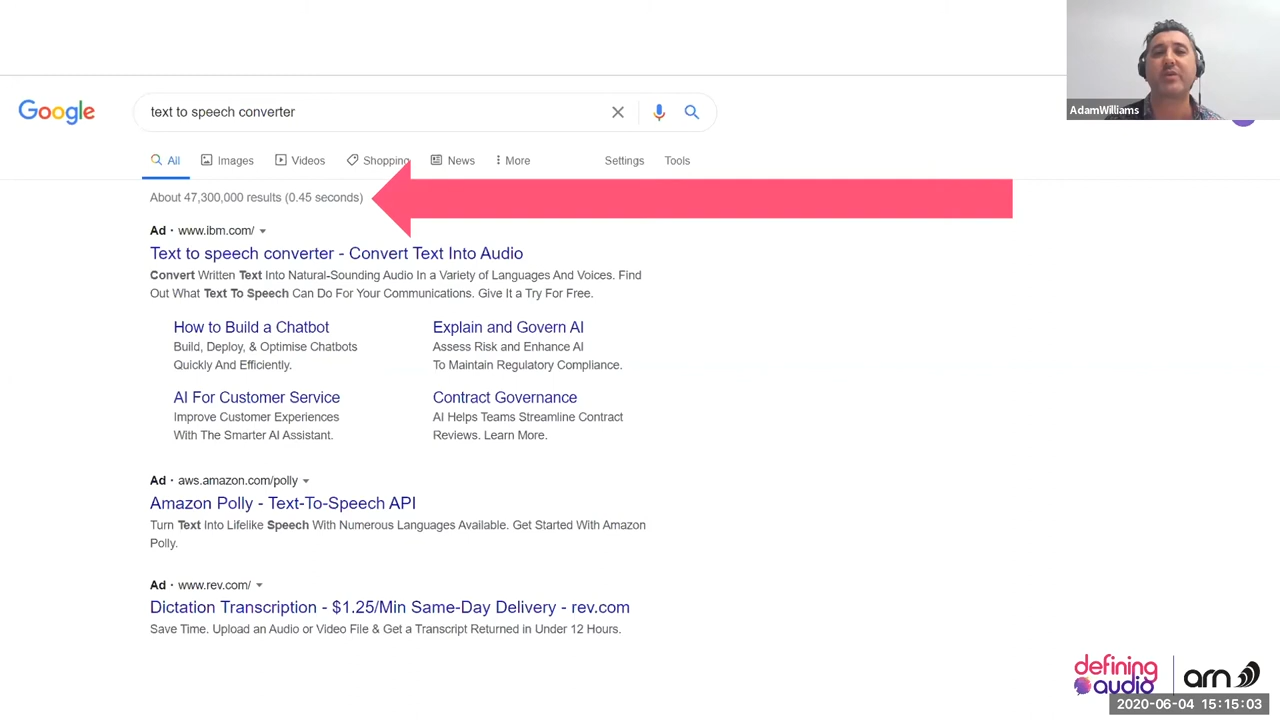 AdamWilliams
Google
text to speech converter
All Images Videos Shopping News More Settings Tools
About 47,300,000 results (0.45 seconds)
Ad · www.ibm.com/
Text to speech converter - Convert Text Into Audio
Convert Written Text Into Natural-Sounding Audio In a Variety of Languages And Voices. Find
Out What Text To Speech Can Do For Your Communications. Give It a Try For Free.
How to Build a Chatbot
Build, Deploy, & Optimise Chatbots
Quickly And Efficiently.
Explain and Govern AI
Assess Risk and Enhance AI
To Maintain Regulatory Compliance.
AI For Customer Service
Improve Customer Experiences
With The Smarter AI Assistant.
Contract Governance
AI Helps Teams Streamline Contract
Reviews. Learn More.
Ad · aws.amazon.com/polly
Amazon Polly - Text-To-Speech API
Turn Text Into Lifelike Speech With Numerous Languages Available. Get Started With Amazon
Polly.
Ad · www.rev.com/
Dictation Transcription - $1.25/Min Same-Day Delivery - rev.com
Save Time. Upload an Audio or Video File & Get a Transcript Returned in Under 12 Hours.
defining
audio
arn
2020-06-04 15:15:03